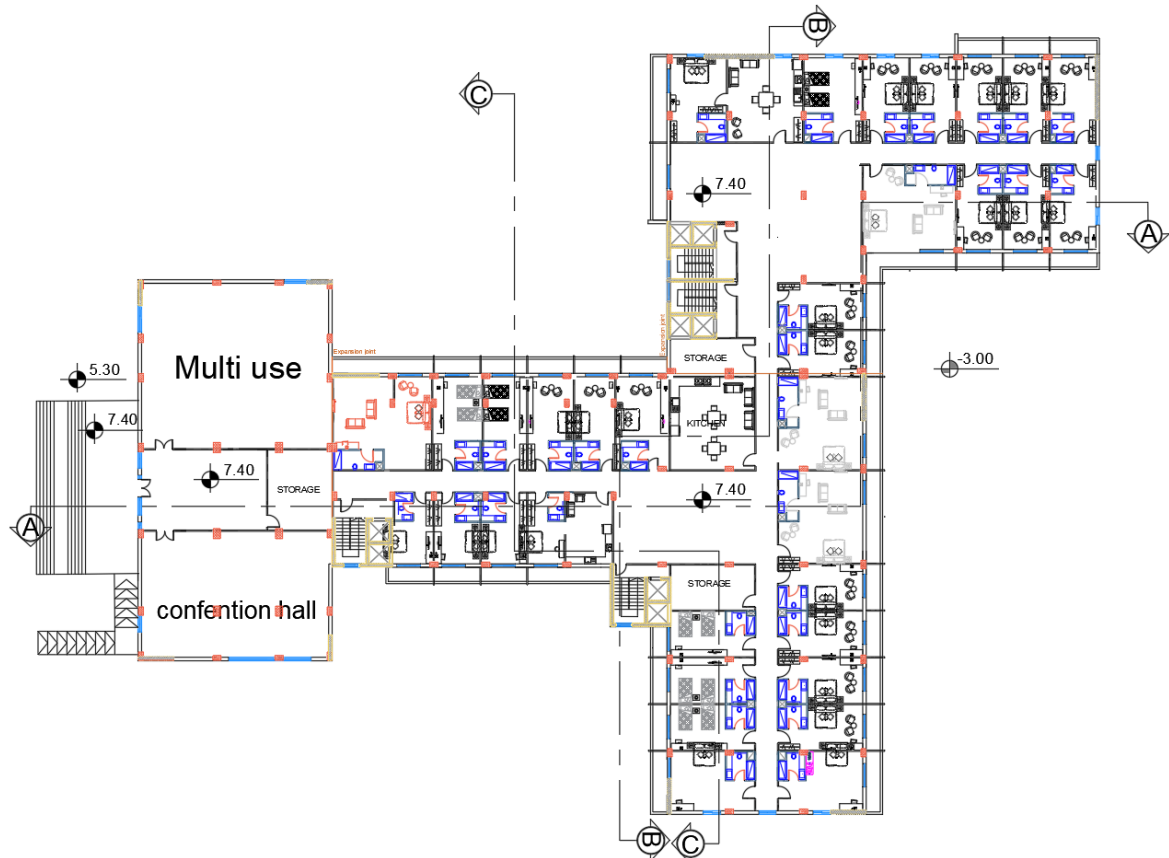 B
C
7.40
A
Expansion joint
Expansion joint
STORAGE
Multi use
5.30
-3.00
7.40
KITCHEN
7.40
STORAGE
7.40
A
STORAGE
confention hall
B
C